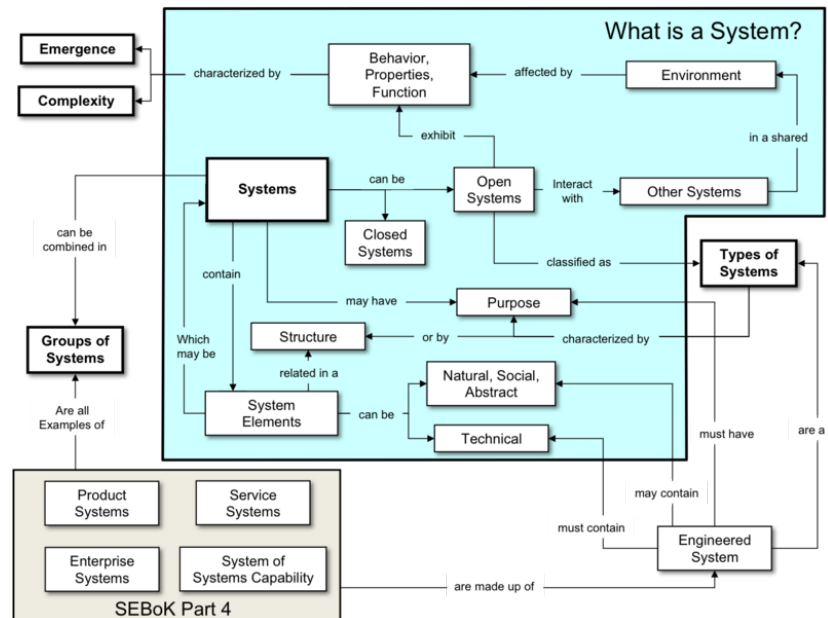 What is a System?
Emergence
Complexity
characterized by
Behavior,
Properties,
Function
affected by
Environment
exhibit
in a shared
Systems
can be
Open
Systems
Interact
with
Other Systems
Closed
Systems
can be
combined in
contain
classified as
Types of
Systems
may have
Purpose
Which
may be
Structure
or by
characterized by
Groups of
Systems
related in a
Natural, Social,
Abstract
System
Elements
can be
Technical
Are all
Examples of
must have
are a
may contain
must contain
Product
Systems
Service
Systems
Engineered
System
Enterprise
Systems
System of
Systems Capability
are made up of
SEBoK Part 4